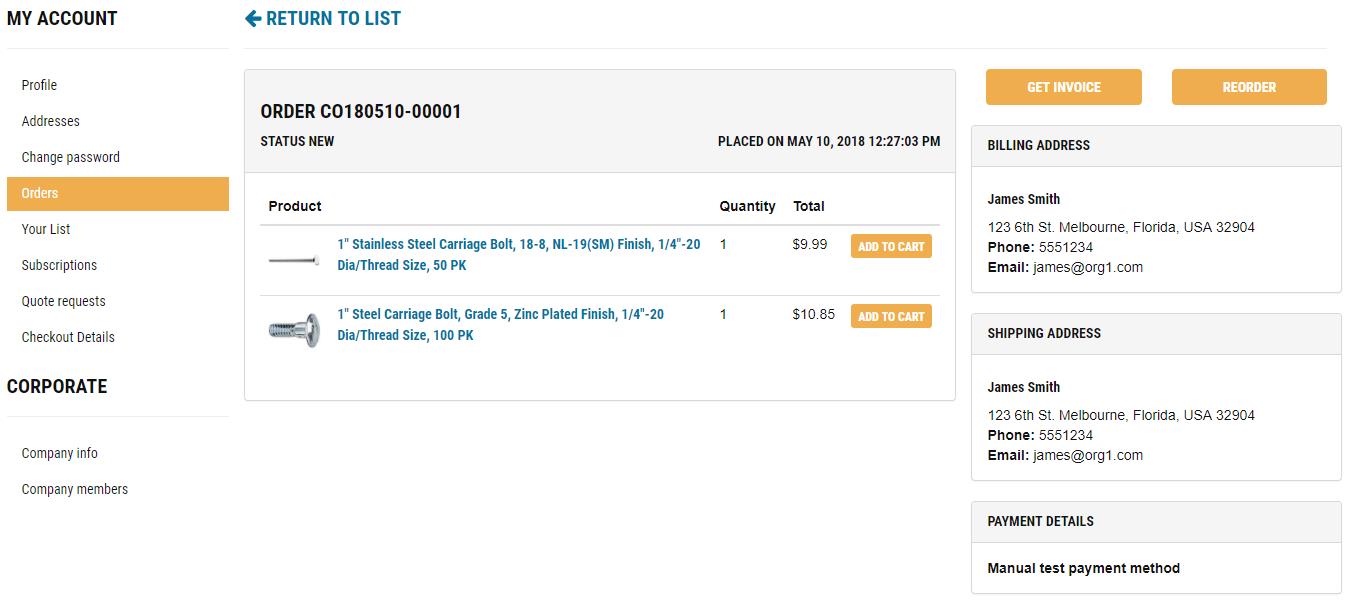 MY ACCOUNT
Profile
Addresses
Change password
Orders
Your List
Subscriptions
Quote requests
Checkout Details
CORPORATE
Company info
Company members
RETURN TO LIST
ORDER CO180510-00001
STATUS NEW PLACED ON MAY 10, 2018 12:27:03 PM
Product Quantity Total
1" Stainless Steel Carriage Bolt, 18-8, NL-19(SM) Finish, 1/4"-20 1 $9.99 ADD TO CART
Dia/Thread Size, 50 PK
1" Steel Carriage Bolt, Grade 5, Zinc Plated Finish, 1/4"-20 1 $10.85 ADD TO CART
Dia/Thread Size, 100 PK
GET INVOICE REORDER
BILLING ADDRESS
James Smith
123 6th St. Melbourne, Florida, USA 32904
Phone: 5551234
Email: james@org1.com
SHIPPING ADDRESS
James Smith
123 6th St. Melbourne, Florida, USA 32904
Phone: 5551234
Email: james@org1.com
PAYMENT DETAILS
Manual test payment method